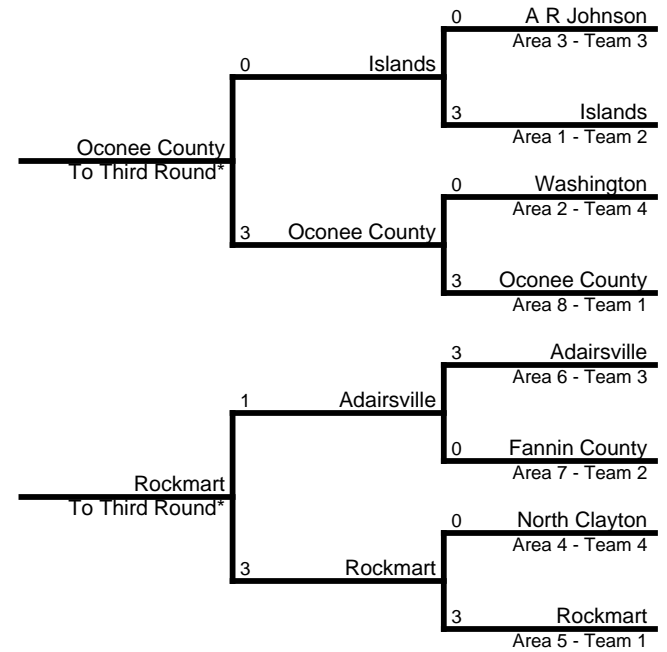 0 A R Johnson
Area 3 - Team 3
0 Islands
3 Islands
Area 1 - Team 2
Oconee County
To Third Round*
0 Washington
Area 2 - Team 4
3 Oconee County
3 Oconee County
Area 8 - Team 1
3 Adairsville
Area 6 - Team 3
1 Adairsville
0 Fannin County
Area 7 - Team 2
Rockmart
To Third Round*
0 North Clayton
Area 4 - Team 4
3 Rockmart
3 Rockmart
Area 5 - Team 1